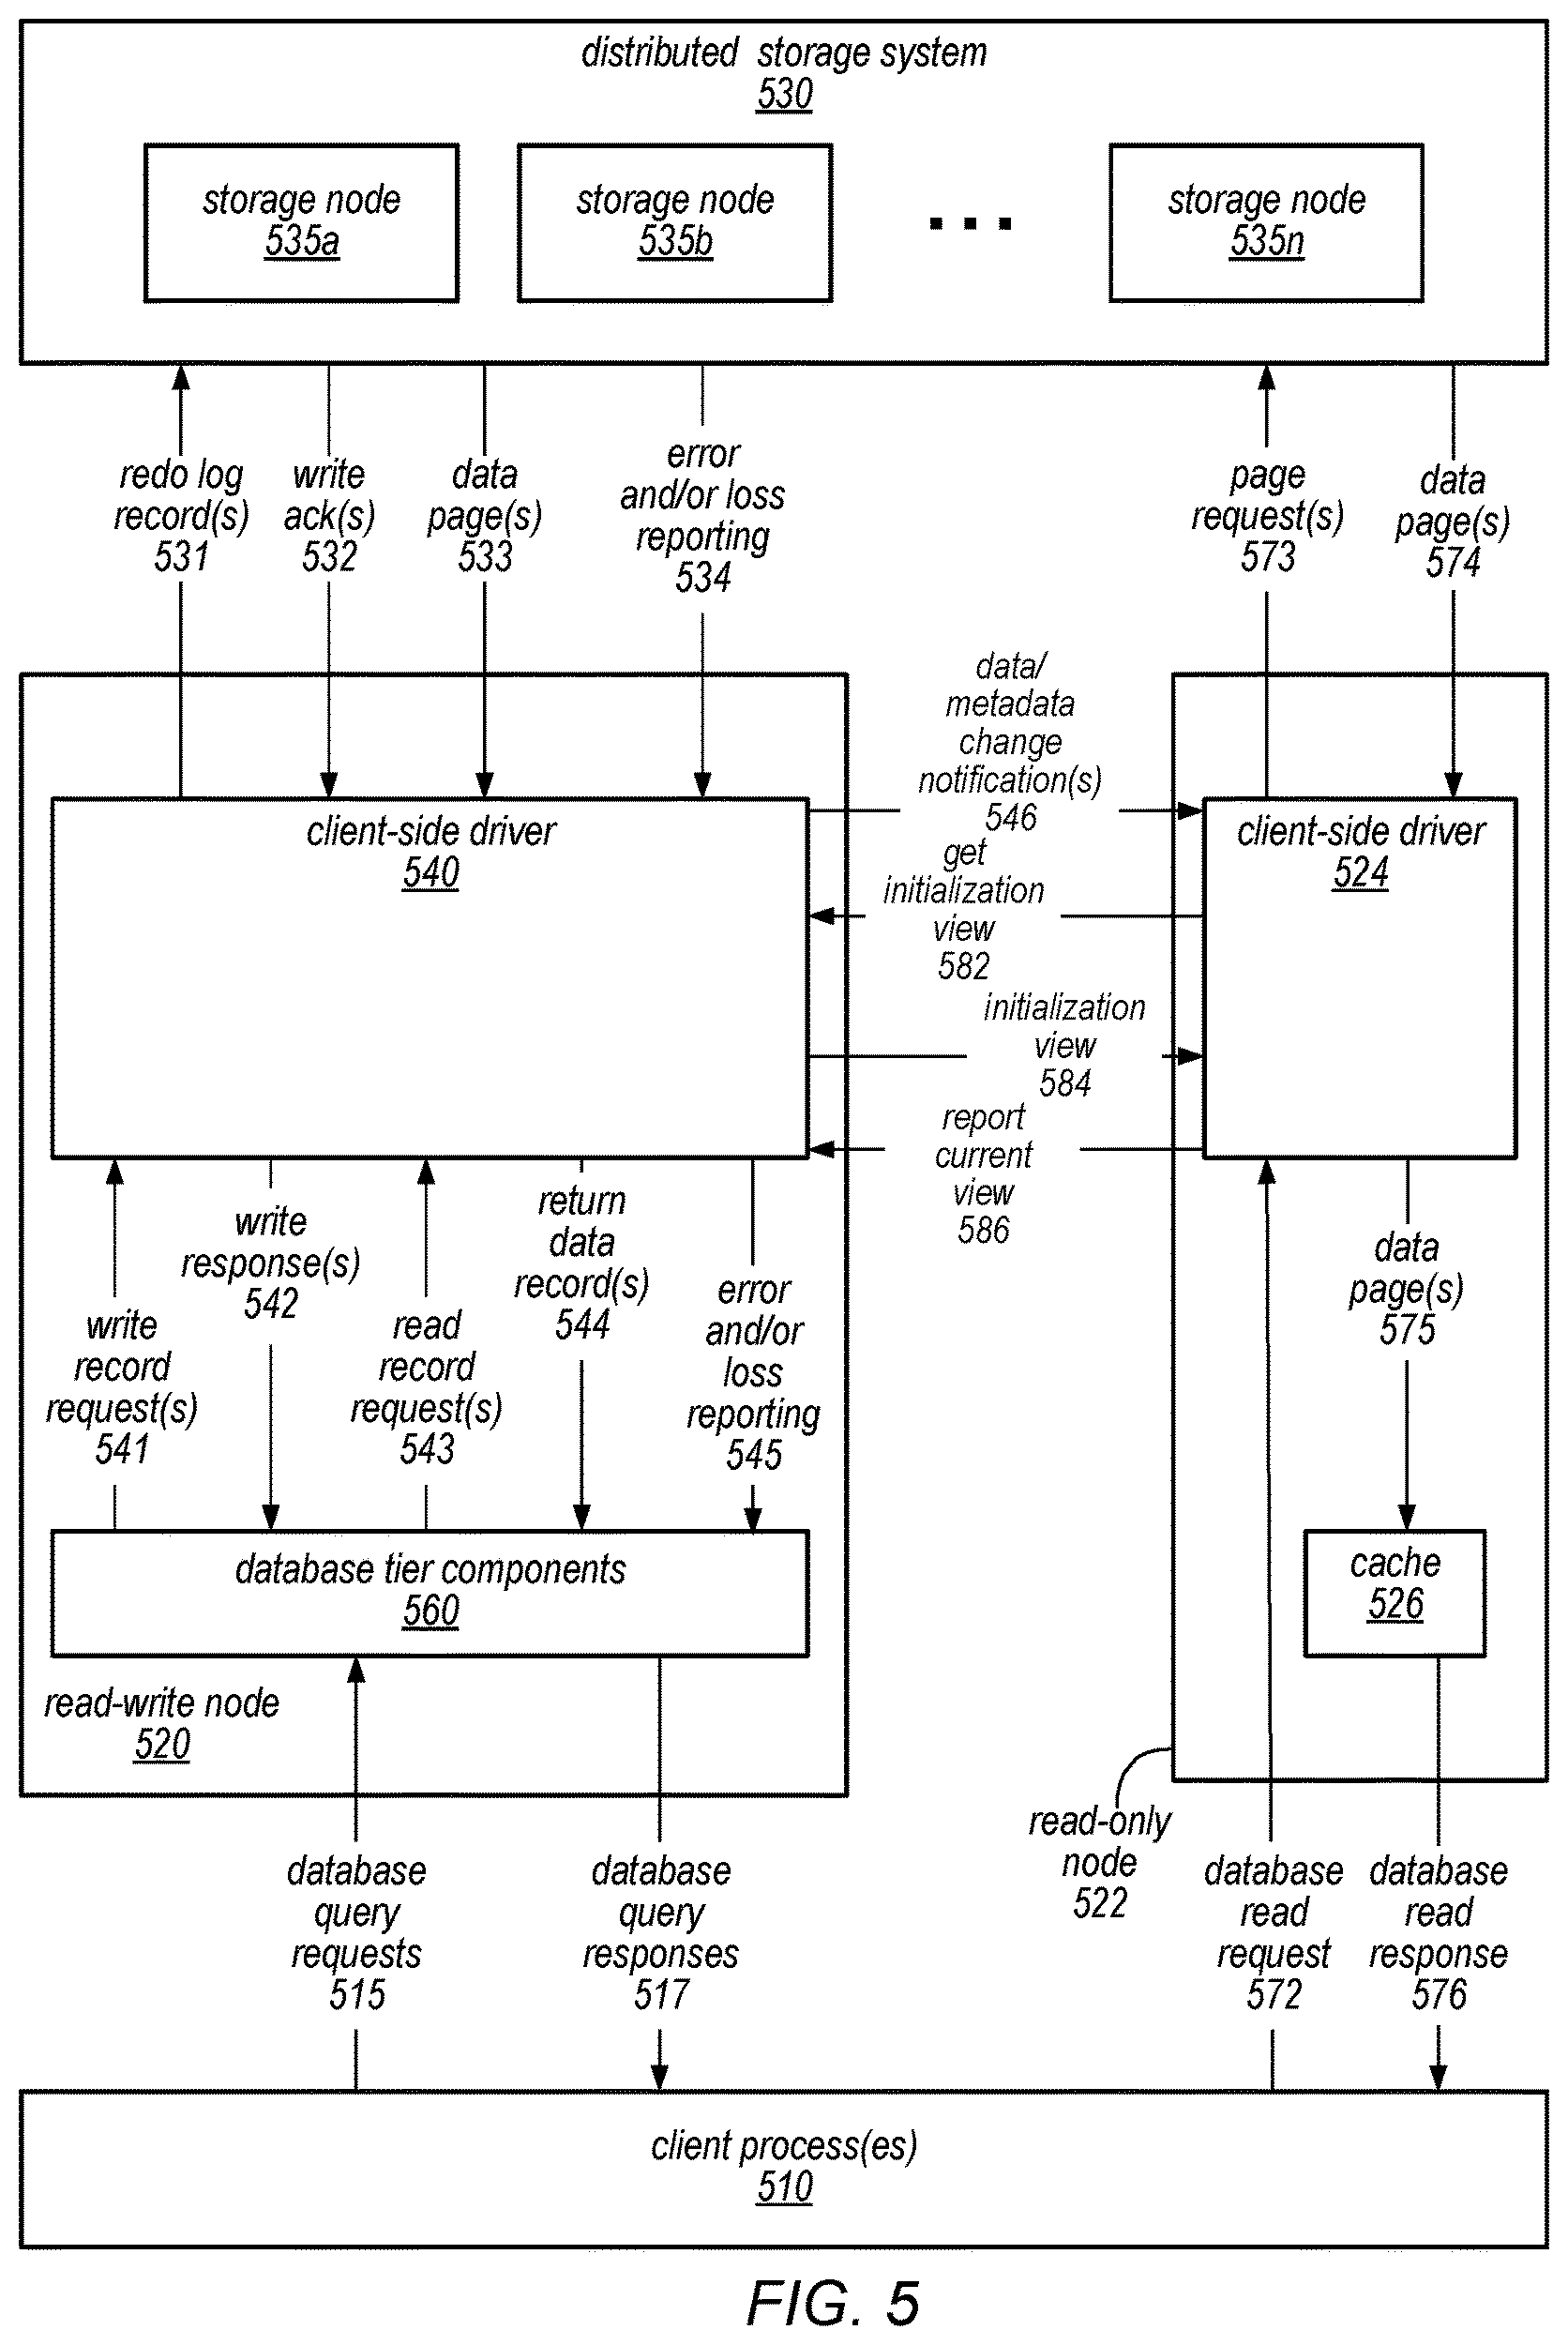 distributed storage system
530
storage node
535a
storage node
535b
storage node
535n
redo log
record(s)
531
write
ack(s)
532
data
page(s)
533
error
and/or loss
reporting
534
page
request(s)
573
data
page(s)
574
data/
metadata
change
notification(s)
546
get
initialization
view
582
initialization
view
584
report
current
view
586
client-side driver
540
client-side driver
524
write
record
request(s)
541
write
response(s)
542
read
record
request(s)
543
return
data
record(s)
544
error
and/or
loss
reporting
545
data
page(s)
575
database tier components
560
cache
526
read-write node
520
read-only
node
522
database
query
requests
515
database
query
responses
517
database
read
request
572
database
read
response
576
client process(es)
510
FIG. 5